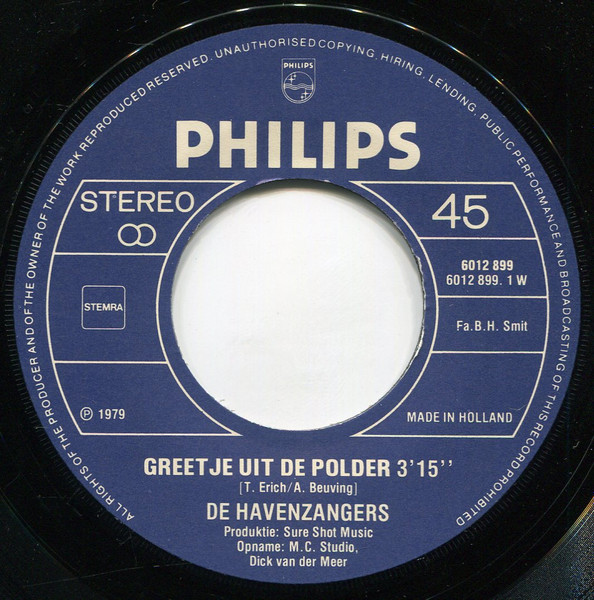 ALL RIGHTS OF THE PRODUCER AND OF THE OWNER OF THE WORK REPRODUCED RESERVED. UNAUTHORISED COPYING, HIRING, LENDING, PUBLIC PERFORMANCE AND BROADCASTING OF THIS RECORD PROHIBITED
PHILIPS
PHILIPS
STEREO
45
6012 899
6012 899. 1 W
STEMRA
Fa.B.H. Smit
℗ 1979
MADE IN HOLLAND
GREETJE UIT DE POLDER 3'15''
[T. Erich/A. Beuving]
DE HAVENZANGERS
Produktie: Sure Shot Music
Opname: M.C. Studio,
Dick van der Meer